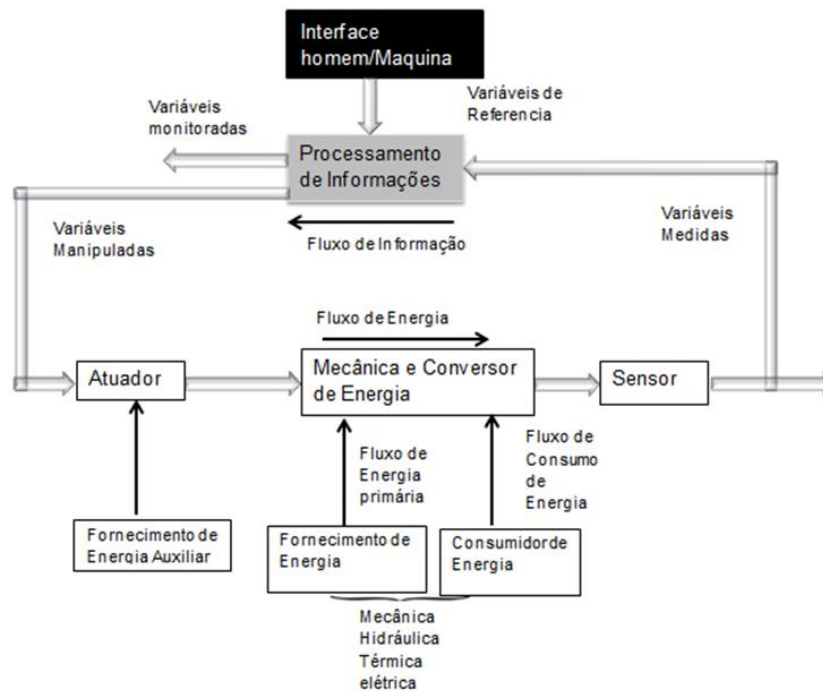 Interface
homem/Maquina
Variáveis
monitoradas
Variáveis de
Referencia
Processamento
de Informações
Variáveis
Manipuladas
Fluxo de Informação
Variáveis
Medidas
Fluxo de Energia
Atuador
Mecânica e Conversor
de Energia
Sensor
Fluxo de
Energia
primária
Fluxo de
Consumo
de
Energia
Fornecimento de
Energia Auxiliar
Fornecimento de
Energia
Consumidor de
Energia
Mecânica
Hidráulica
Térmica
elétrica